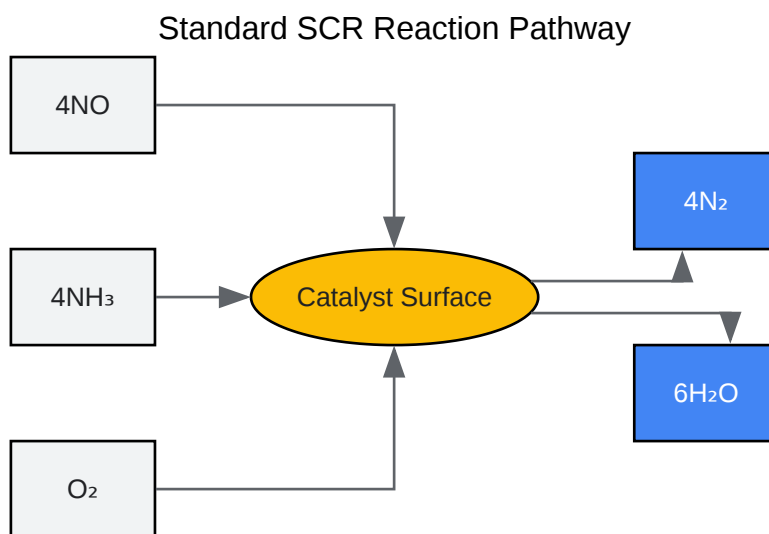 Standard SCR Reaction Pathway
4NO
4N₂
4NH₃
Catalyst Surface
6H₂O
O₂